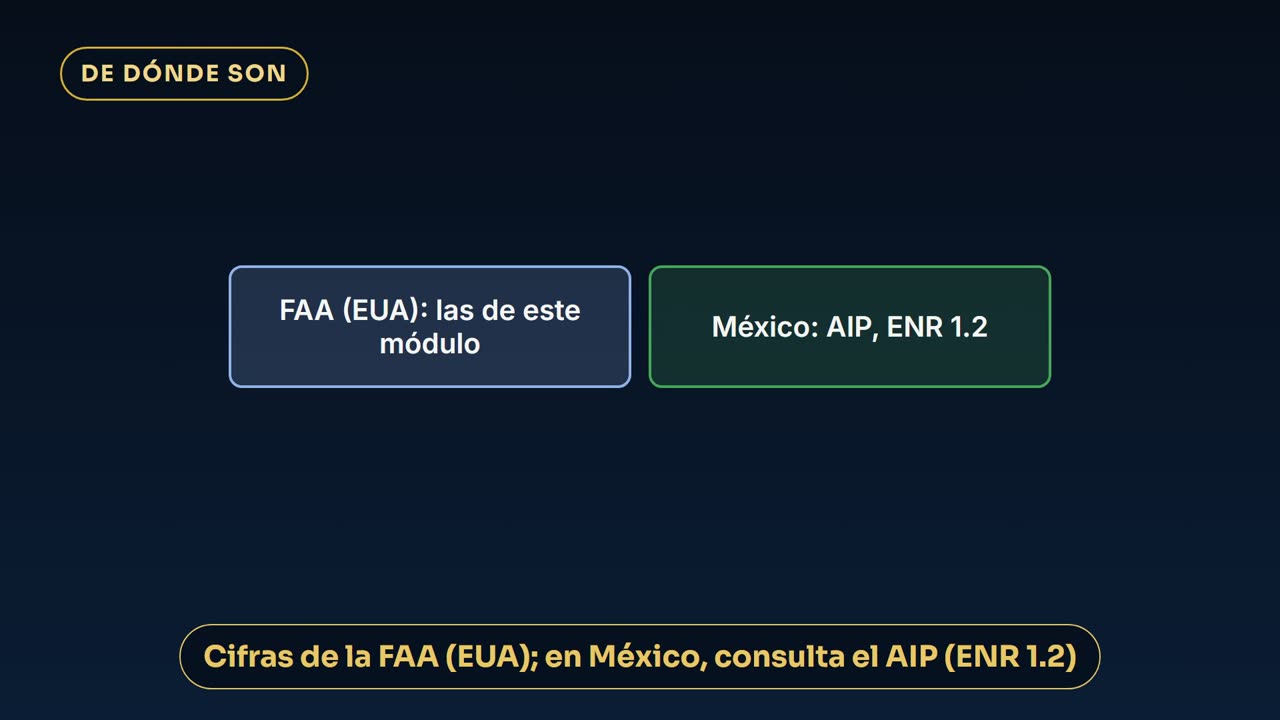 DE DÓNDE SON
FAA (EUA): las de este
módulo
México: AIP, ENR 1.2
Cifras de la FAA (EUA); en México, consulta el AIP (ENR 1.2)